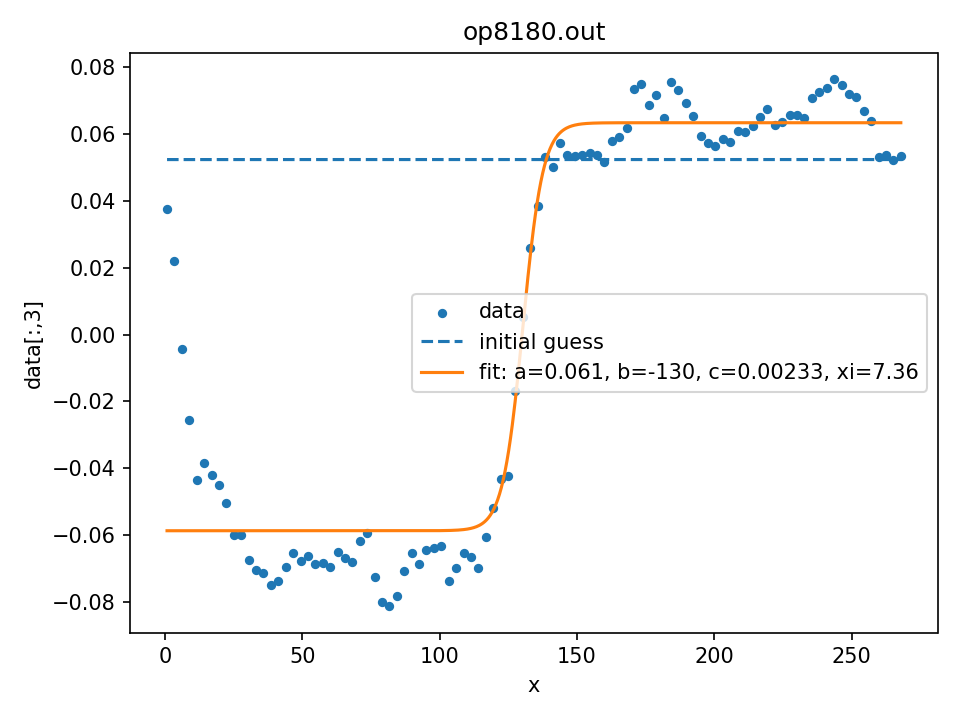 op8180.out
0.08
0.06
0.04
0.02
0.00
−0.02
−0.04
−0.06
−0.08
data[:,3]
data
initial guess
fit: a=0.061, b=-130, c=0.00233, xi=7.36
0 50 100 150 200 250
x